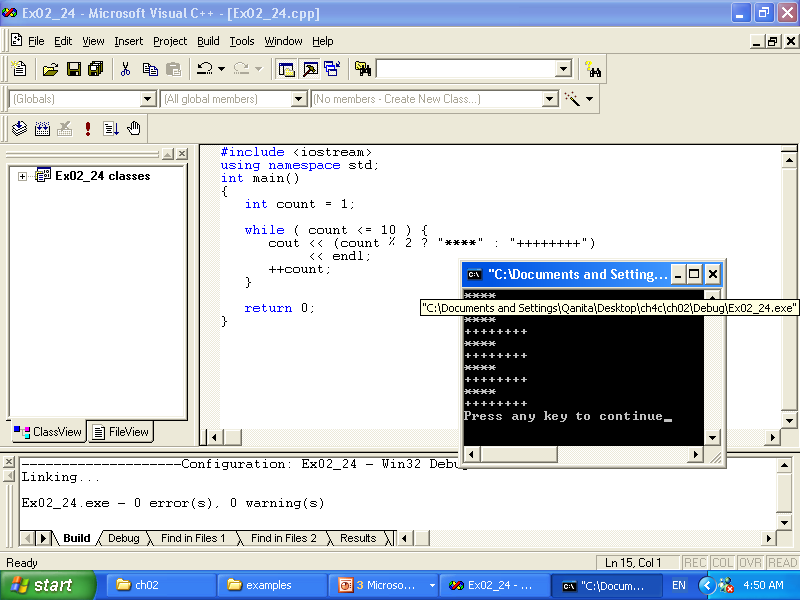 Ex02_24 - Microsoft Visual C++ - [Ex02_24.cpp]
File Edit View Insert Project Build Tools Window Help
(Globals) (All global members) (No members - Create New Class...)
Ex02_24 classes
#include <iostream>
using namespace std;
int main()
{
int count = 1;
while ( count <= 10 ) {
cout << (count % 2 ? "****" : "++++++++")
<< endl;
++count;
}
return 0;
}
"C:\Documents and Setting...
****
"C:\Documents and Settings\Qanita\Desktop\ch4c\ch02\Debug\Ex02_24.exe"
****
++++++++
****
++++++++
****
++++++++
****
++++++++
Press any key to continue_
ClassView FileView
--------------------Configuration: Ex02_24 - Win32 Debug
Linking...
Ex02_24.exe - 0 error(s), 0 warning(s)
Build Debug Find in Files 1 Find in Files 2 Results
Ready Ln 15, Col 1 REC COL OVR READ
start ch02 examples 3 Microso... Ex02_24 - ... "C:\Docum... EN 4:50 AM